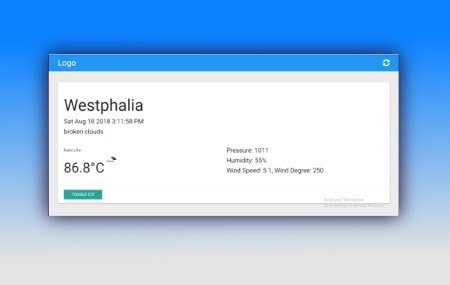 Logo
Westphalia
Sat Aug 18 2018 3:11:58 PM
broken clouds
Feels Like
86.8°C
Pressure: 1011
Humidity: 55%
Wind Speed: 5.1, Wind Degree: 250
TOGGLE C/F
Activate Windows